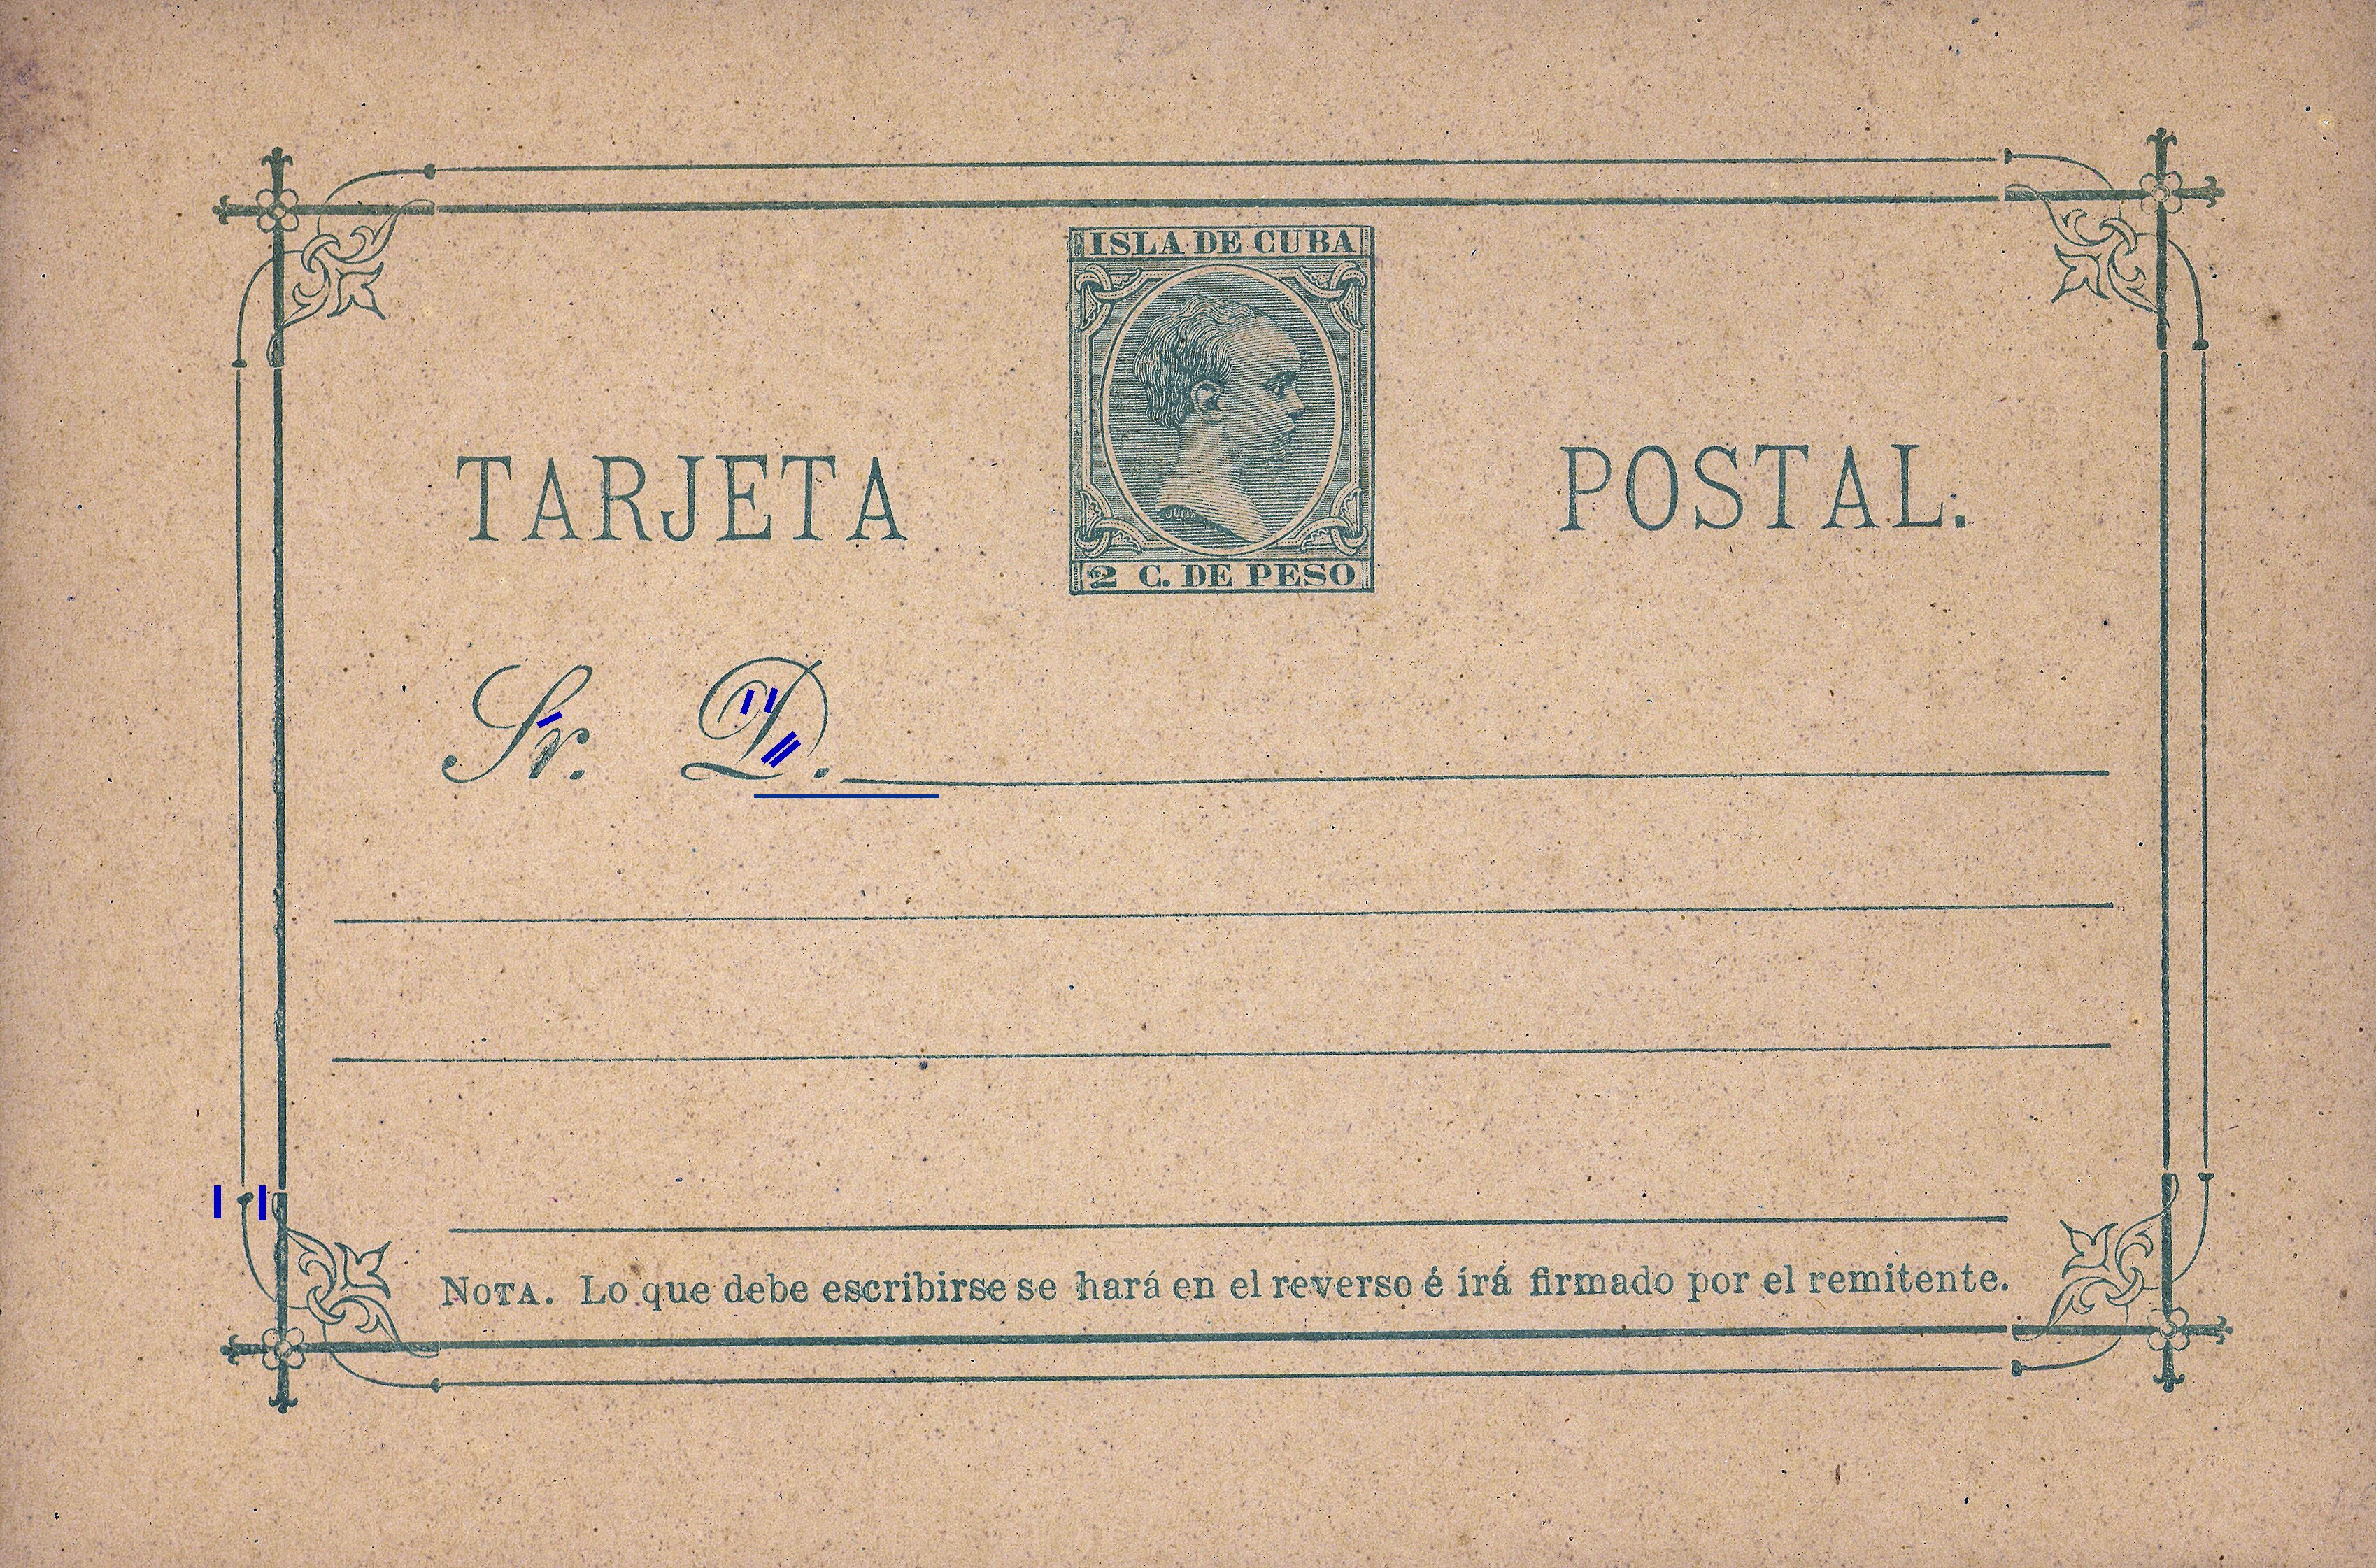 ISLA DE CUBA
TARJETA POSTAL.
2 C. DE PESO
Sr. D.
NOTA. Lo que debe escribirse se hará en el reverso é irá firmado por el remitente.